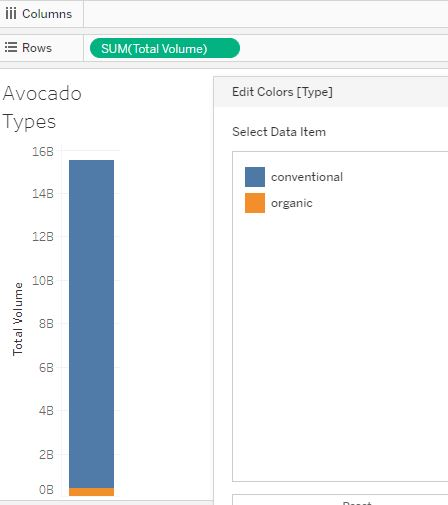 Columns
Rows
SUM(Total Volume)
Avocado
Types
Edit Colors [Type]
Select Data Item
conventional
organic
16B
14B
12B
10B
8B
6B
4B
2B
0B
Total Volume
Reset